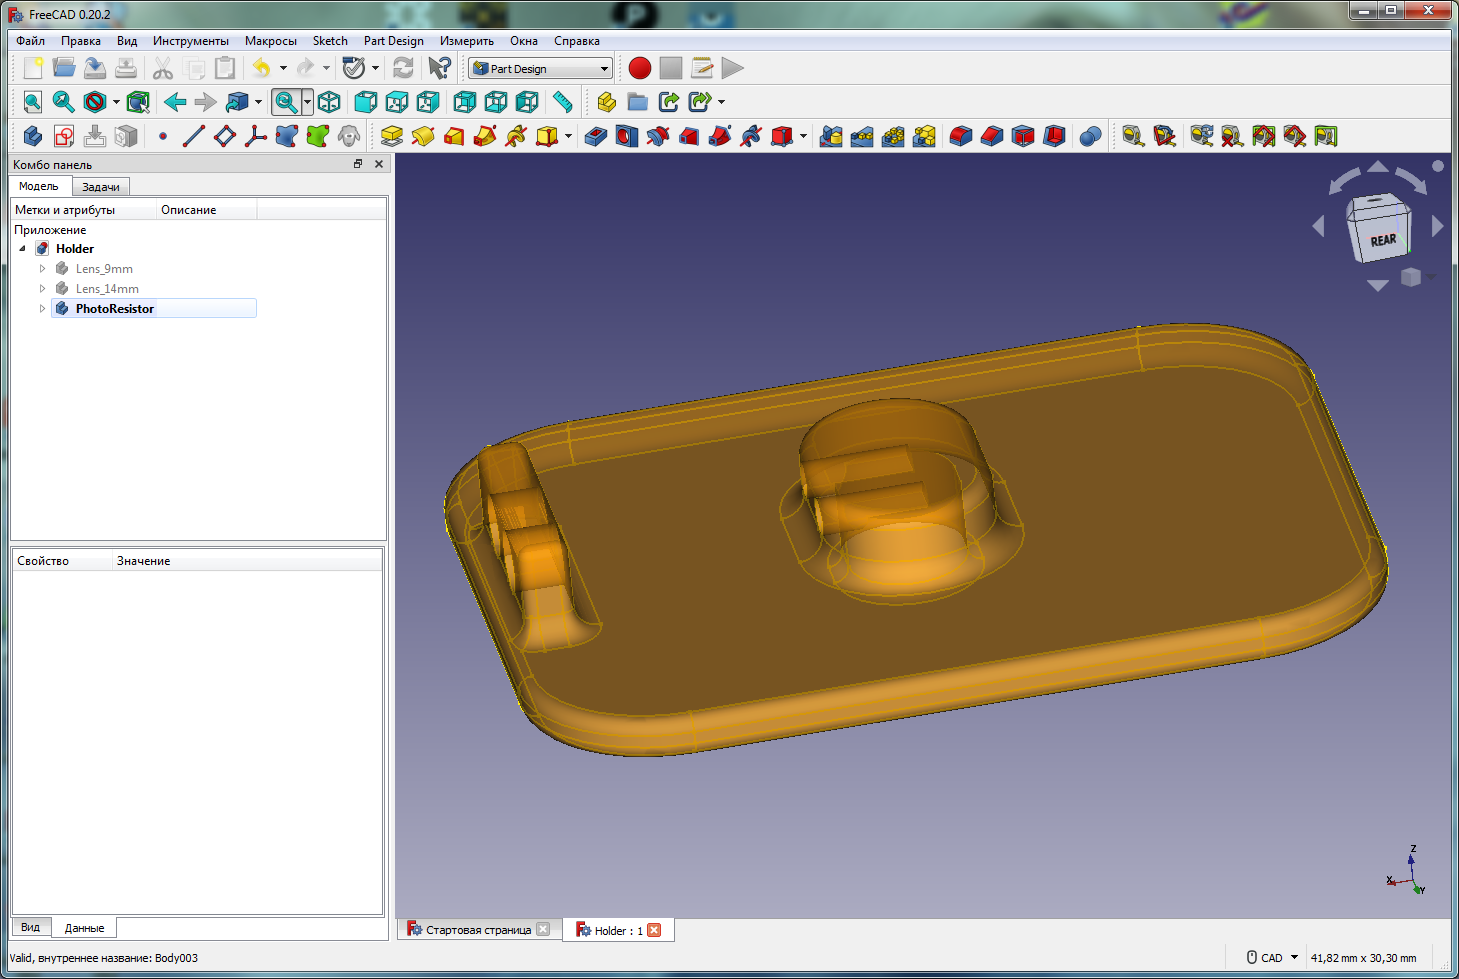 FreeCAD 0.20.2
Файл Правка Вид Инструменты Макросы Sketch Part Design Измерить Окна Справка
Part Design
Комбо панель
Модель Задачи
Метки и атрибуты Описание
Приложение
Holder
Lens_9mm
Lens_14mm
PhotoResistor
Свойство Значение
Вид Данные
REAR
Z
X
Y
Стартовая страница Holder : 1
Valid, внутреннее название: Body003
CAD 41,82 mm x 30,30 mm